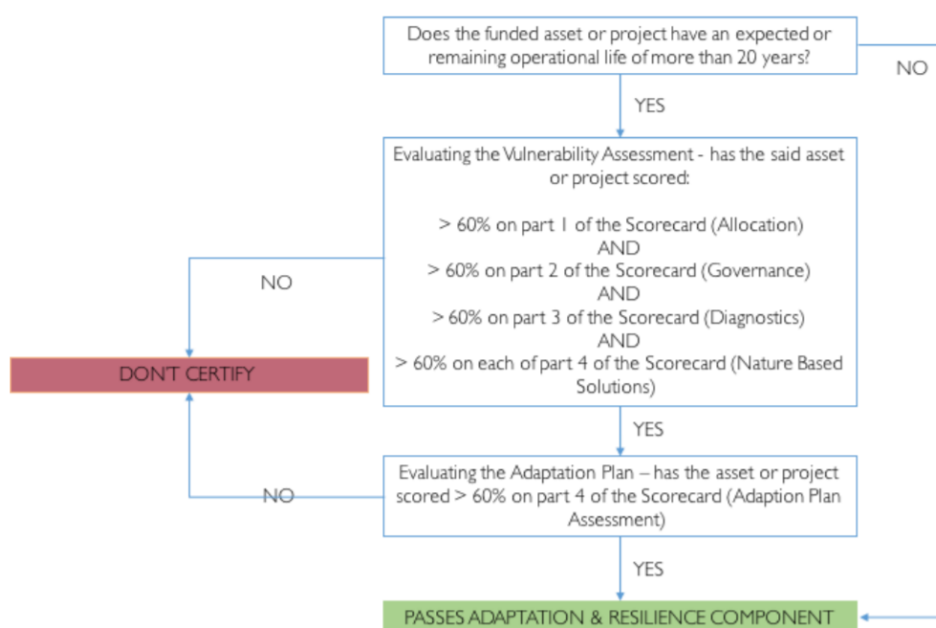 Does the funded asset or project have an expected or
remaining operational life of more than 20 years?
NO
YES
Evaluating the Vulnerability Assessment - has the said asset
or project scored:
> 60% on part 1 of the Scorecard (Allocation)
AND
> 60% on part 2 of the Scorecard (Governance)
AND
> 60% on part 3 of the Scorecard (Diagnostics)
AND
> 60% on each of part 4 of the Scorecard (Nature Based
Solutions)
NO
DON'T CERTIFY
YES
Evaluating the Adaptation Plan – has the asset or project
scored > 60% on part 4 of the Scorecard (Adaption Plan
Assessment)
NO
YES
PASSES ADAPTATION & RESILIENCE COMPONENT